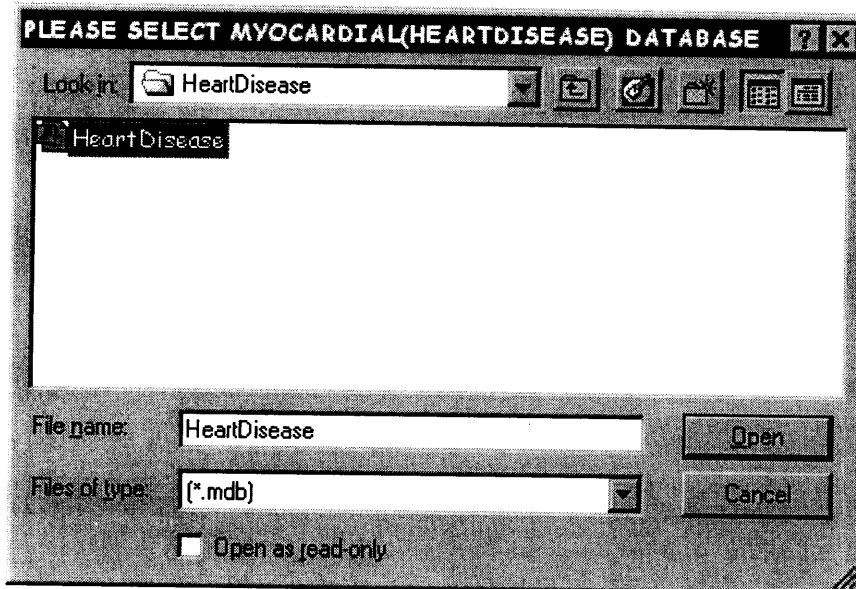 PLEASE SELECT MYOCARDIAL(HEARTDISEASE) DATABASE ? X
Look in: HeartDisease
HeartDisease
File name: HeartDisease Open
Files of type: (*.mdb) Cancel
Open as read-only